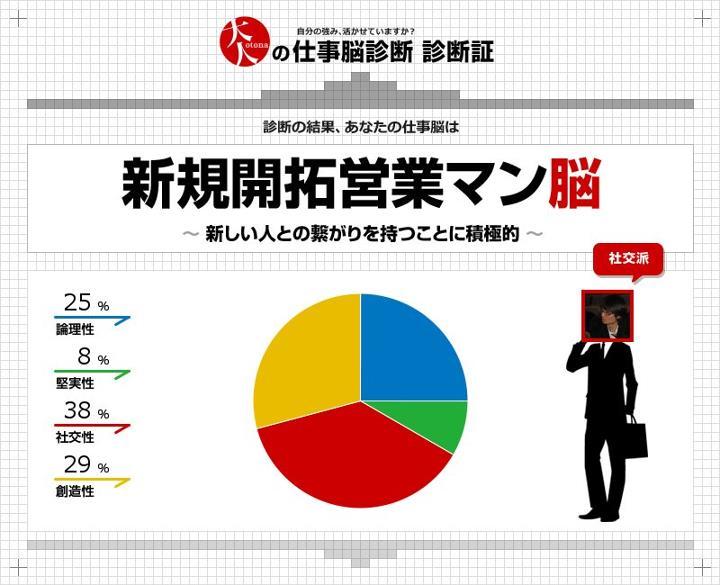 自分の強み、活かせていますか?
大人 otona の仕事脳診断 診断証
診断の結果、あなたの仕事脳は
新規開拓営業マン脳
～ 新しい人との繋がりを持つことに積極的 ～
社交派
25 %
論理性
8 %
堅実性
38 %
社交性
29 %
創造性